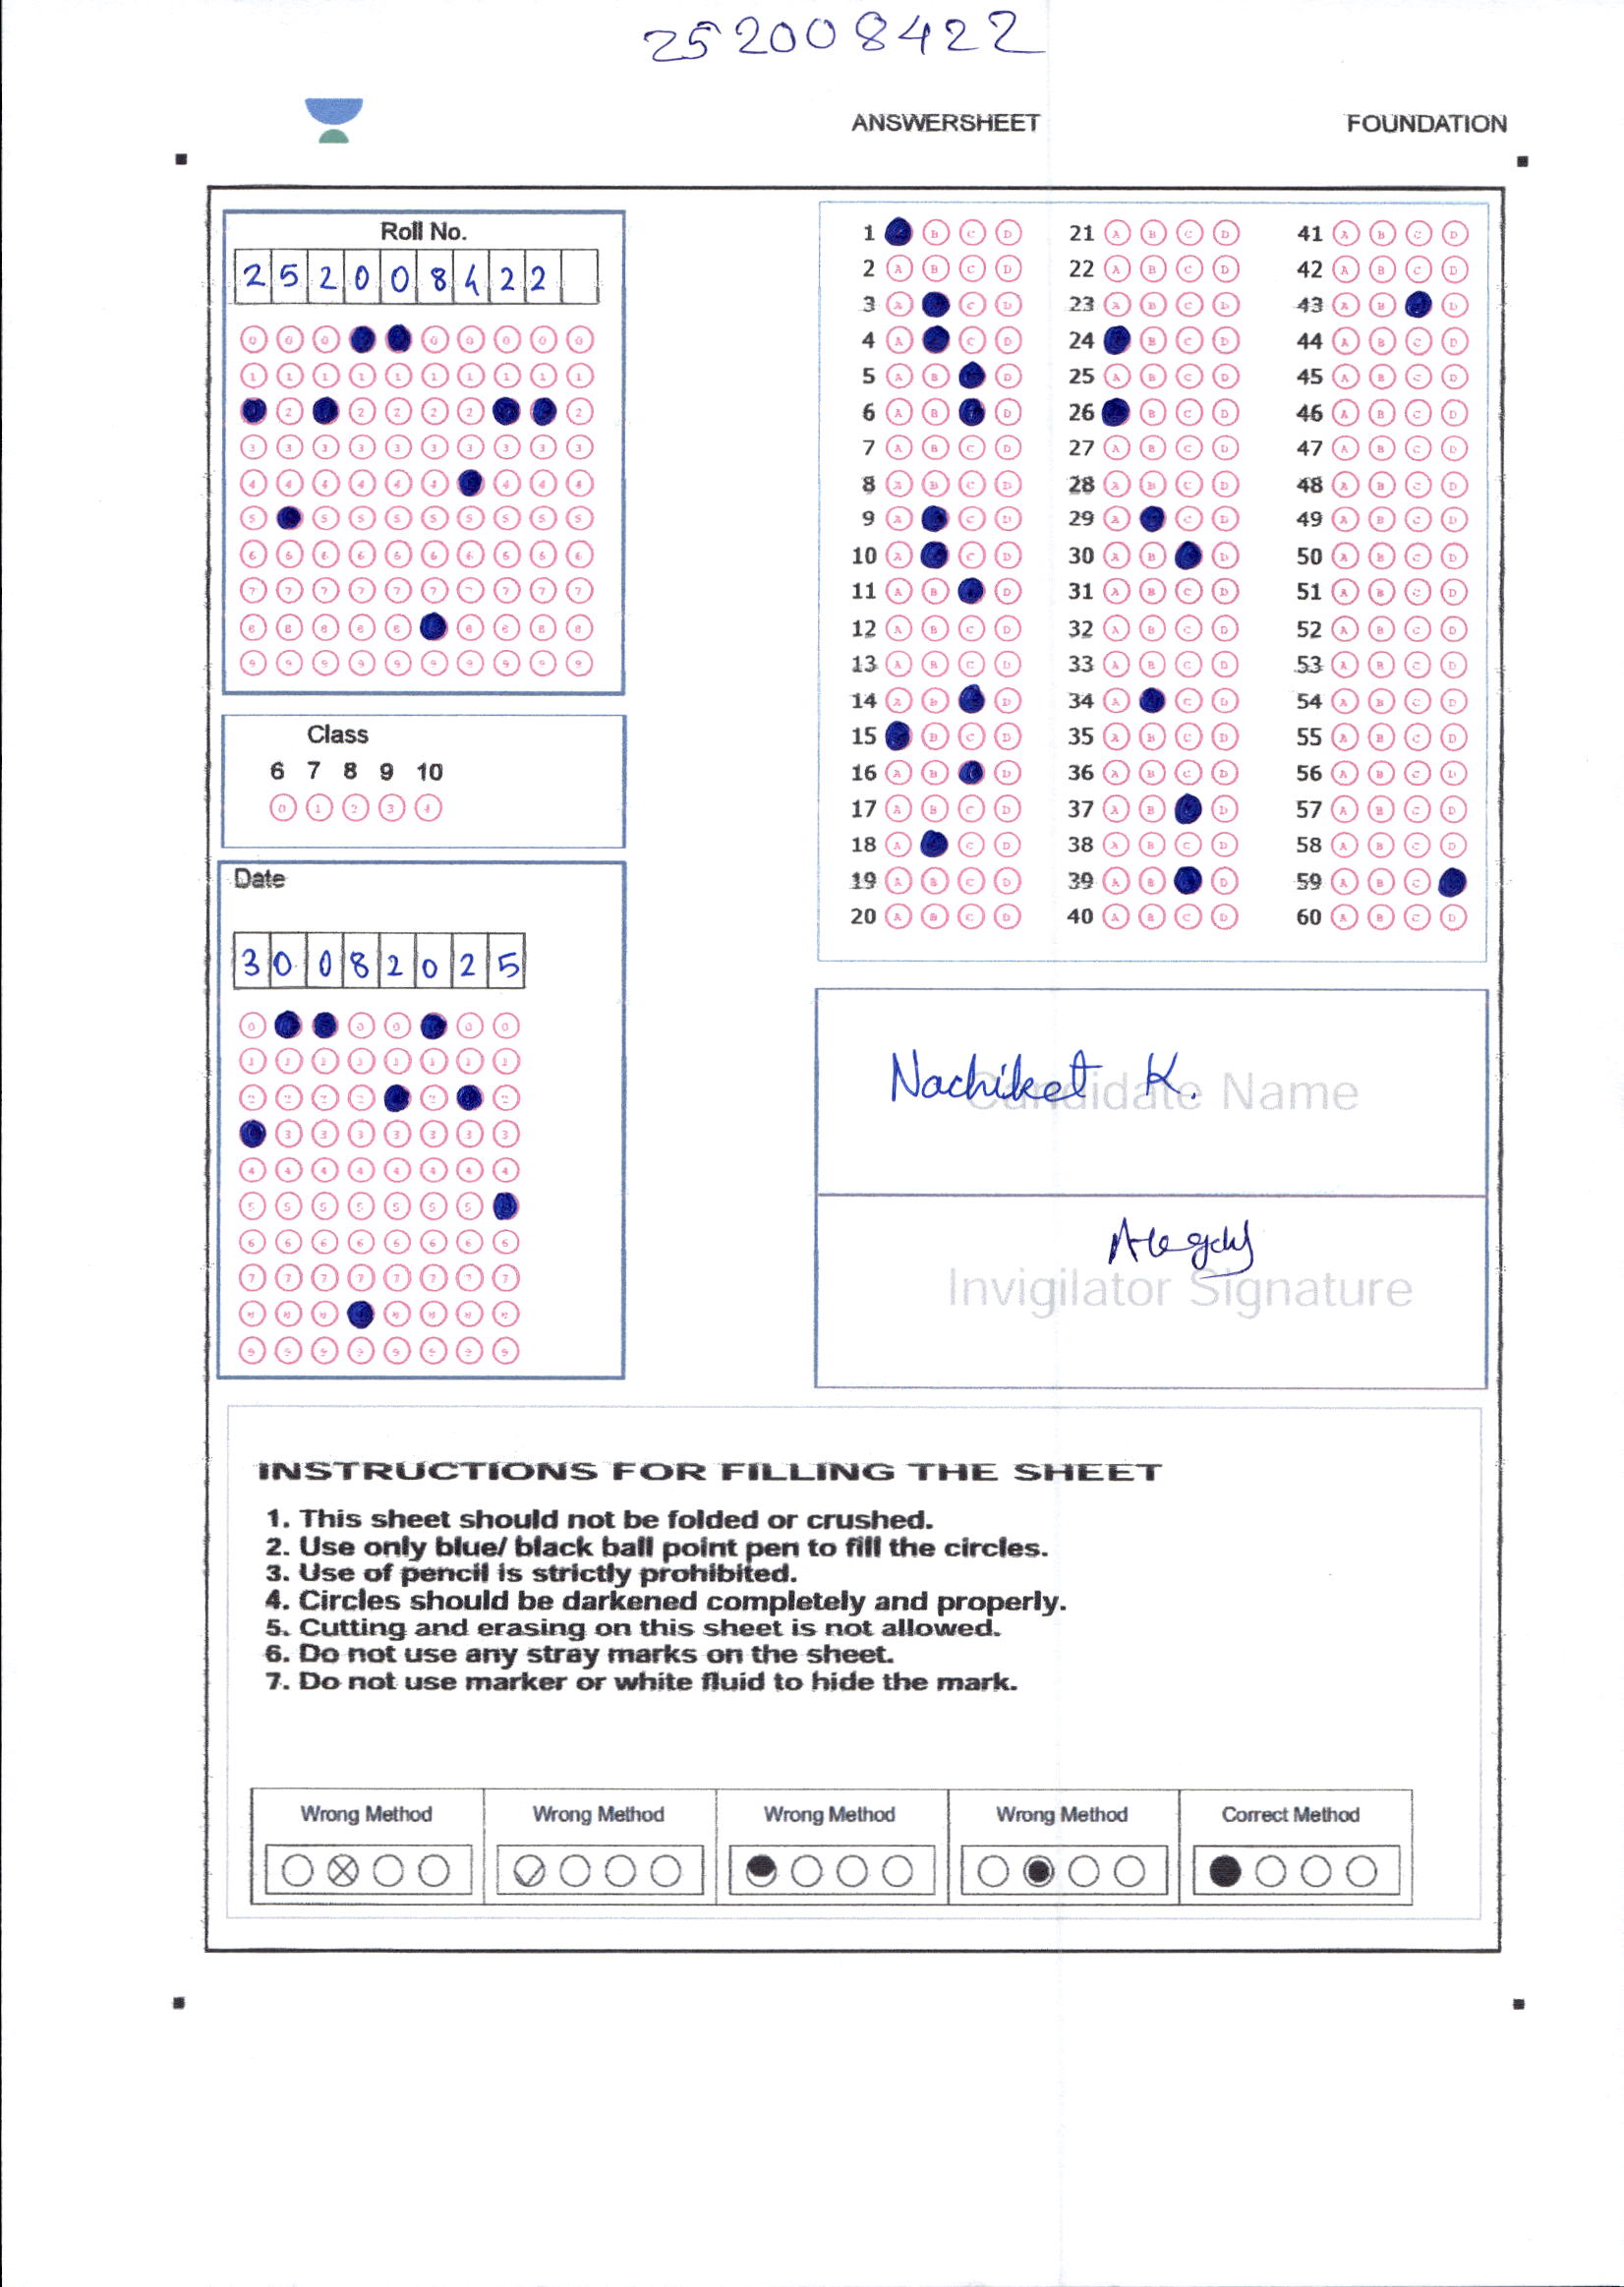 252008422
ANSWERSHEET FOUNDATION
Roll No.
2 5 2 0 0 8 4 2 2
Class
6 7 8 9 10
0 1 2 3 4
Date
3 0 0 8 2 0 2 5
1 A B C D 21 A B C D 41 A B C D
2 A B C D 22 A B C D 42 A B C D
3 A C D 23 A B C D 43 A B D
4 A C D 24 B C D 44 A B C D
5 A B D 25 A B C D 45 A B C D
6 A B D 26 B C D 46 A B C D
7 A B C D 27 A B C D 47 A B C D
8 A B C D 28 A B C D 48 A B C D
9 A C D 29 A C D 49 A B C D
10 A C D 30 A B D 50 A B C D
11 A B D 31 A B C D 51 A B C D
12 A B C D 32 A B C D 52 A B C D
13 A B C D 33 A B C D 53 A B C D
14 A B D 34 A C D 54 A B C D
15 B C D 35 A B C D 55 A B C D
16 A B D 36 A B C D 56 A B C D
17 A B C D 37 A B D 57 A B C D
18 A C D 38 A B C D 58 A B C D
19 A B C D 39 A B D 59 A B C
20 A B C D 40 A B C D 60 A B C D
Nachiket K.
Candidate Name
Invigilator Signature
INSTRUCTIONS FOR FILLING THE SHEET
1. This sheet should not be folded or crushed.
2. Use only blue/ black ball point pen to fill the circles.
3. Use of pencil is strictly prohibited.
4. Circles should be darkened completely and properly.
5. Cutting and erasing on this sheet is not allowed.
6. Do not use any stray marks on the sheet.
7. Do not use marker or white fluid to hide the mark.
Wrong Method Wrong Method Wrong Method Wrong Method Correct Method